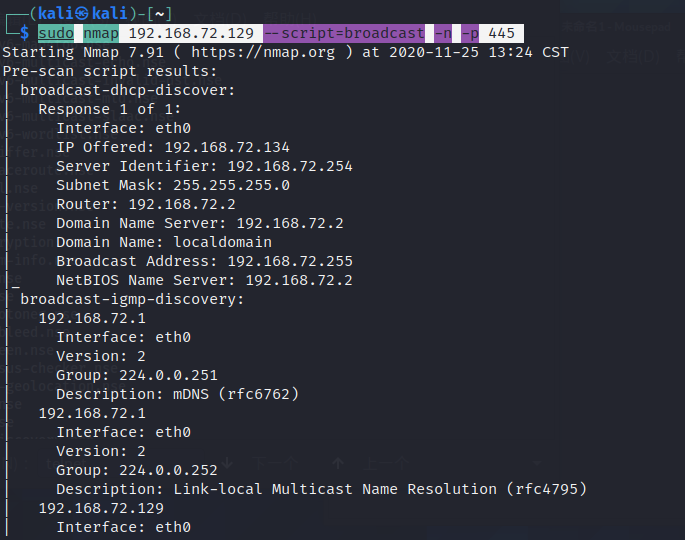 ──(kali㉿kali)-[~]
└─$ sudo nmap 192.168.72.129 --script=broadcast -n -p 445
Starting Nmap 7.91 ( https://nmap.org ) at 2020-11-25 13:24 CST
Pre-scan script results:
| broadcast-dhcp-discover:
|   Response 1 of 1:
|     Interface: eth0
|     IP Offered: 192.168.72.134
|     Server Identifier: 192.168.72.254
|     Subnet Mask: 255.255.255.0
|     Router: 192.168.72.2
|     Domain Name Server: 192.168.72.2
|     Domain Name: localdomain
|     Broadcast Address: 192.168.72.255
|_    NetBIOS Name Server: 192.168.72.2
| broadcast-igmp-discovery:
|   192.168.72.1
|     Interface: eth0
|     Version: 2
|     Group: 224.0.0.251
|     Description: mDNS (rfc6762)
|   192.168.72.1
|     Interface: eth0
|     Version: 2
|     Group: 224.0.0.252
|     Description: Link-local Multicast Name Resolution (rfc4795)
|   192.168.72.129
|     Interface: eth0